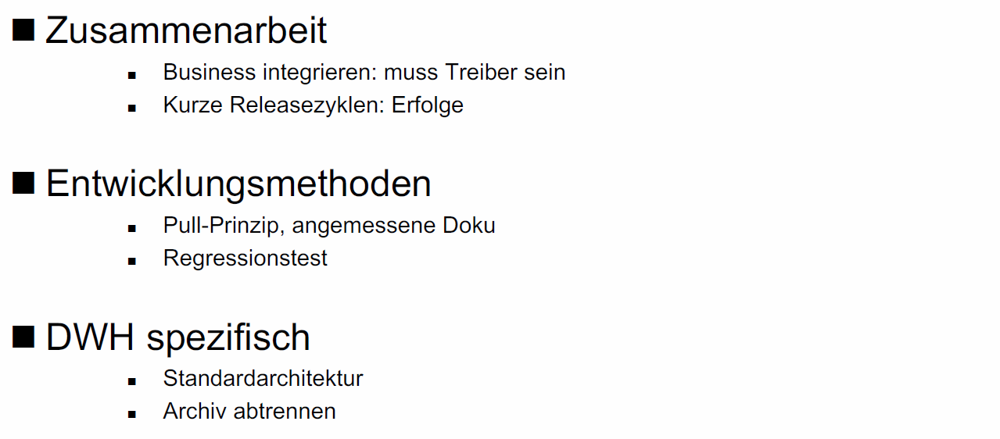 Zusammenarbeit
Business integrieren: muss Treiber sein
Kurze Releasezyklen: Erfolge
Entwicklungsmethoden
Pull-Prinzip, angemessene Doku
Regressionstest
DWH spezifisch
Standardarchitektur
Archiv abtrennen